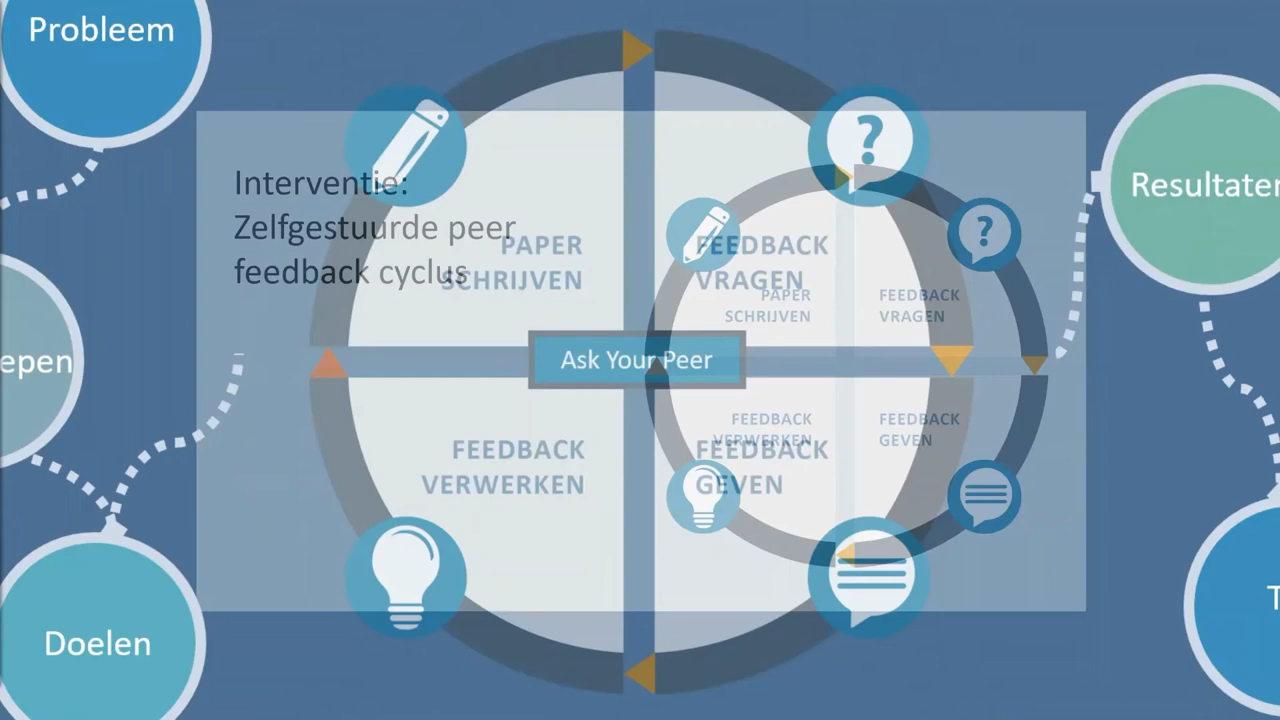 Probleem
Interventie:
Zelfgestuurde peer
feedback cyclus
PAPER
SCHRIJVEN
FEEDBACK
VRAGEN
PAPER
SCHRIJVEN
FEEDBACK
VRAGEN
Resultaten
epen
Ask Your Peer
FEEDBACK
VERWERKEN
FEEDBACK
GEVEN
FEEDBACK
VERWERKEN
FEEDBACK
GEVEN
Doelen
T